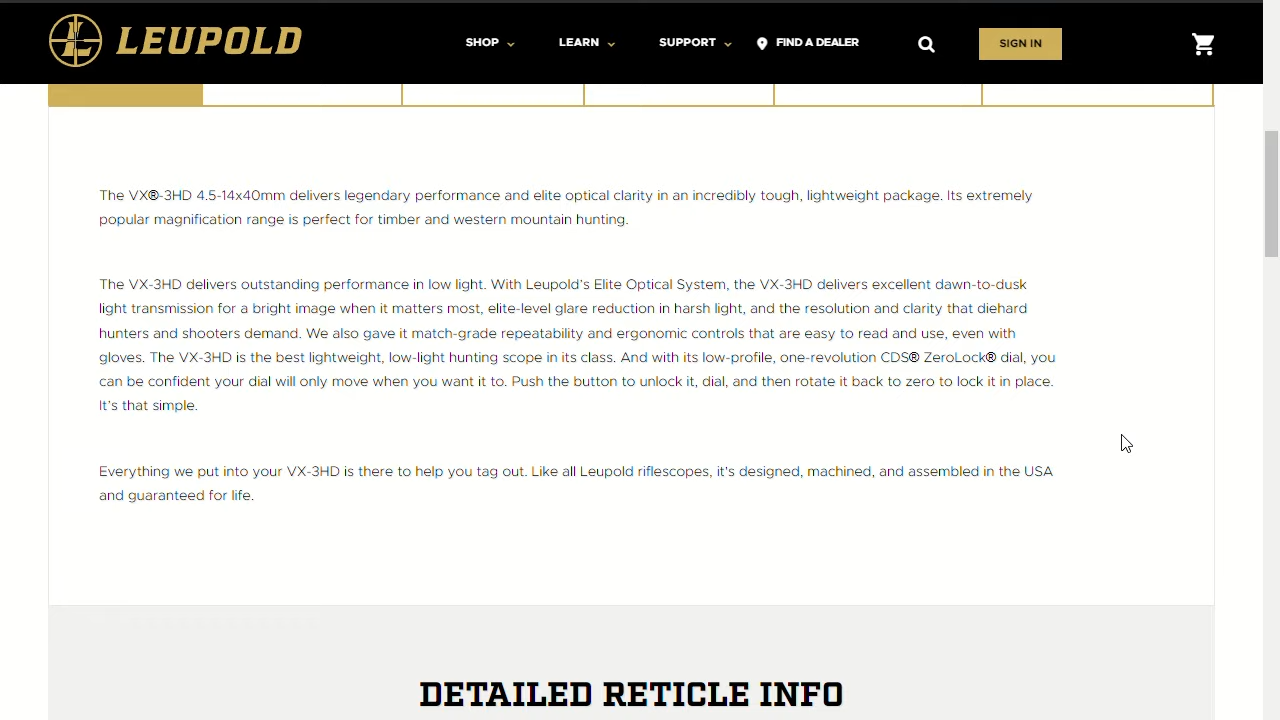 LEUPOLD
SHOP
LEARN
SUPPORT
FIND A DEALER
SIGN IN
The VX®-3HD 4.5-14x40mm delivers legendary performance and elite optical clarity in an incredibly tough, lightweight package. Its extremely
popular magnification range is perfect for timber and western mountain hunting.
The VX-3HD delivers outstanding performance in low light. With Leupold's Elite Optical System, the VX-3HD delivers excellent dawn-to-dusk
light transmission for a bright image when it matters most, elite-level glare reduction in harsh light, and the resolution and clarity that diehard
hunters and shooters demand. We also gave it match-grade repeatability and ergonomic controls that are easy to read and use, even with
gloves. The VX-3HD is the best lightweight, low-light hunting scope in its class. And with its low-profile, one-revolution CDS® ZeroLock® dial, you
can be confident your dial will only move when you want it to. Push the button to unlock it, dial, and then rotate it back to zero to lock it in place.
It's that simple.
Everything we put into your VX-3HD is there to help you tag out. Like all Leupold riflescopes, it's designed, machined, and assembled in the USA
and guaranteed for life.
DETAILED RETICLE INFO